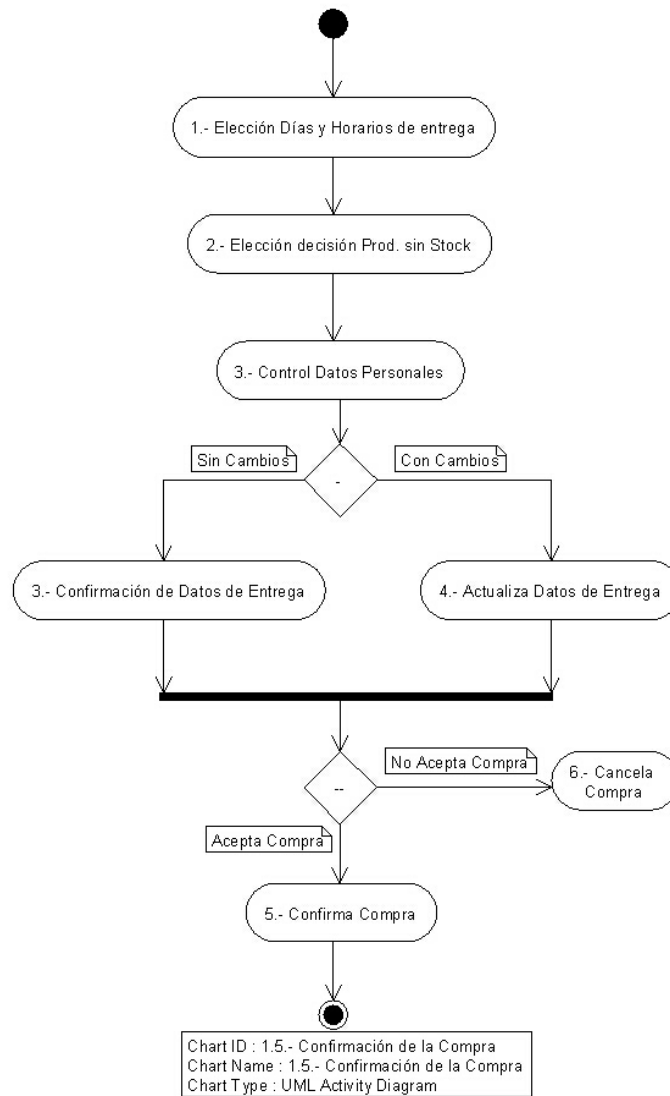 1.- Elección Días y Horarios de entrega
2.- Elección decisión Prod. sin Stock
3.- Control Datos Personales
Sin Cambios
Con Cambios
-
3.- Confirmación de Datos de Entrega
4.- Actualiza Datos de Entrega
No Acepta Compra
6.- Cancela
Compra
--
Acepta Compra
5.- Confirma Compra
Chart ID : 1.5.- Confirmación de la Compra
Chart Name : 1.5.- Confirmación de la Compra
Chart Type : UML Activity Diagram